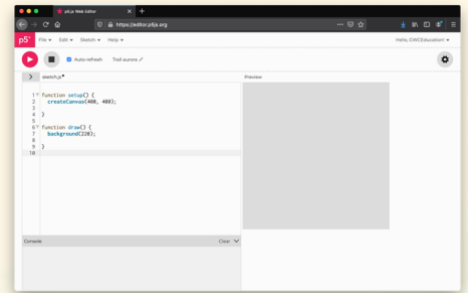 p5.js Web Editor
https://editor.p5js.org
p5*
File Edit Sketch Help
Hello, CWCEducation!
Auto-refresh
sketch.js
Preview
1 function setup() {
2 createCanvas(400, 400);
3
4 }
5
6 function draw() {
7 background(220);
8
9 }
10
Console
Clear